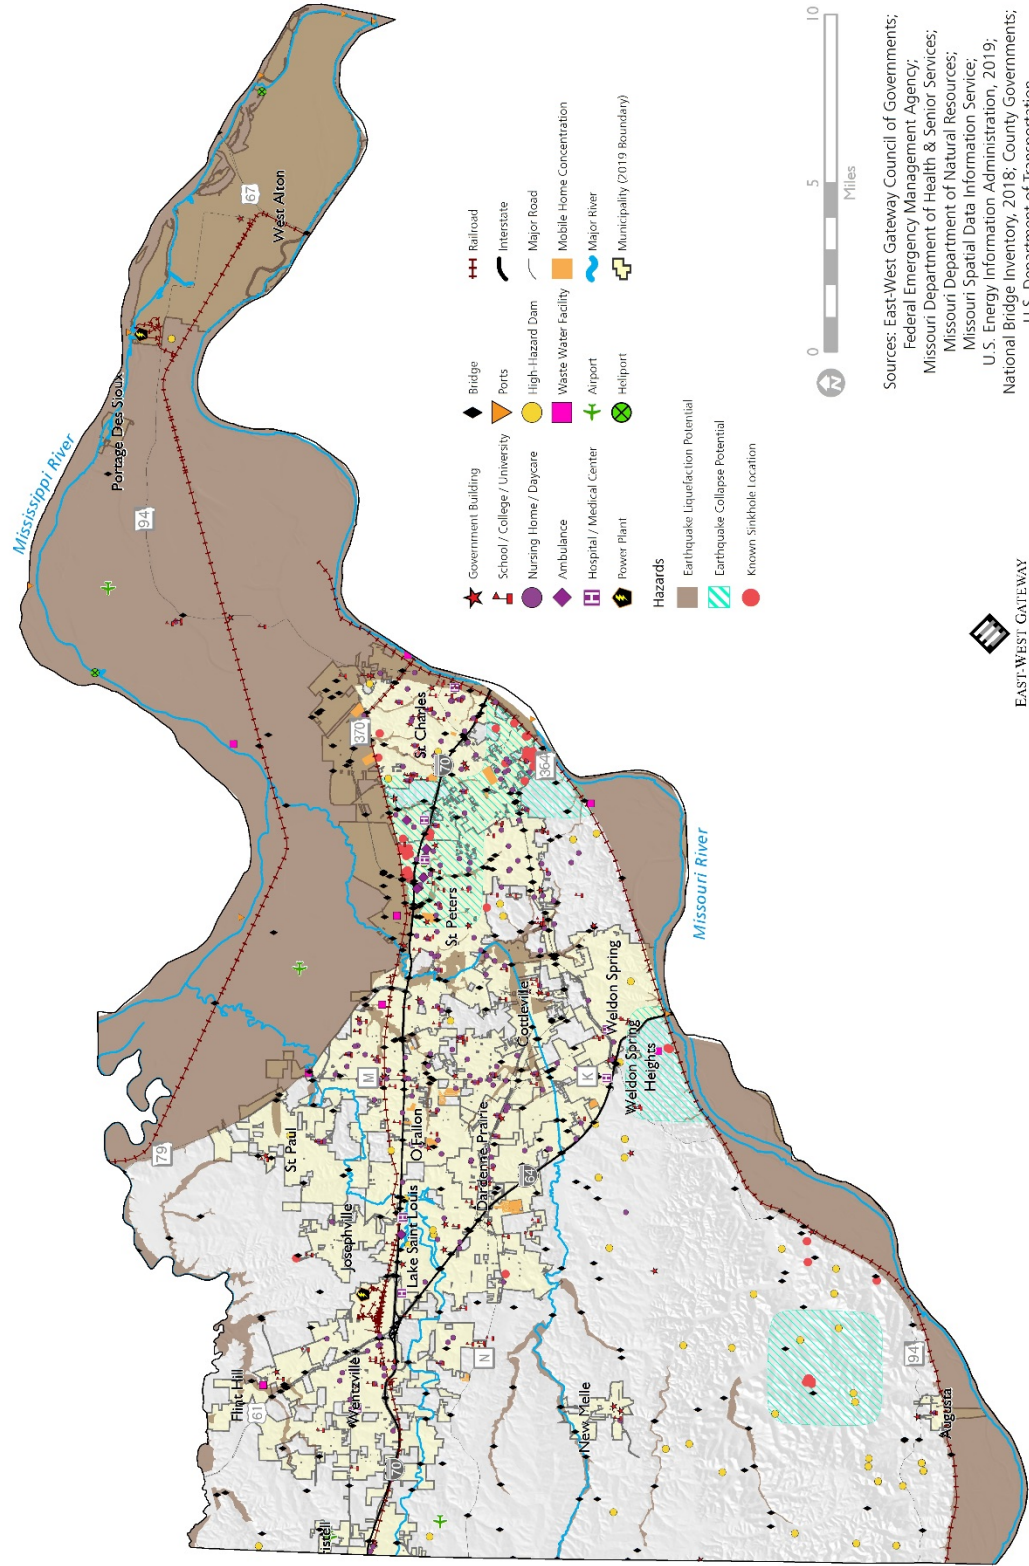 Mississippi River
Portage Des Sioux
67
West Alton
94
79
370
St Charles
70
364
St Peters
Missouri River
Cottleville
Weldon Spring
Weldon Spring
Heights
M
K
O'Fallon
Dardenne Prairie
64
St Paul
Josephville
Lake Saint Louis
Flint Hill
61
Wentzville
N
70
New Melle
94
Augusta
Government Building
School / College / University
Nursing Home / Daycare
Ambulance
Hospital / Medical Center
Power Plant
Bridge
Ports
High-Hazard Dam
Waste Water Facility
Airport
Heliport
Railroad
Interstate
Major Road
Mobile Home Concentration
Major River
Municipality (2019 Boundary)
Hazards
Earthquake Liquefaction Potential
Earthquake Collapse Potential
Known Sinkhole Location
N
0 5 10
Miles
Sources: East-West Gateway Council of Governments;
Federal Emergency Management Agency;
Missouri Department of Health & Senior Services;
Missouri Department of Natural Resources;
Missouri Spatial Data Information Service;
U.S. Energy Information Administration, 2019;
National Bridge Inventory, 2018; County Governments;
U.S. Department of Transportation
EAST-WEST GATEWAY